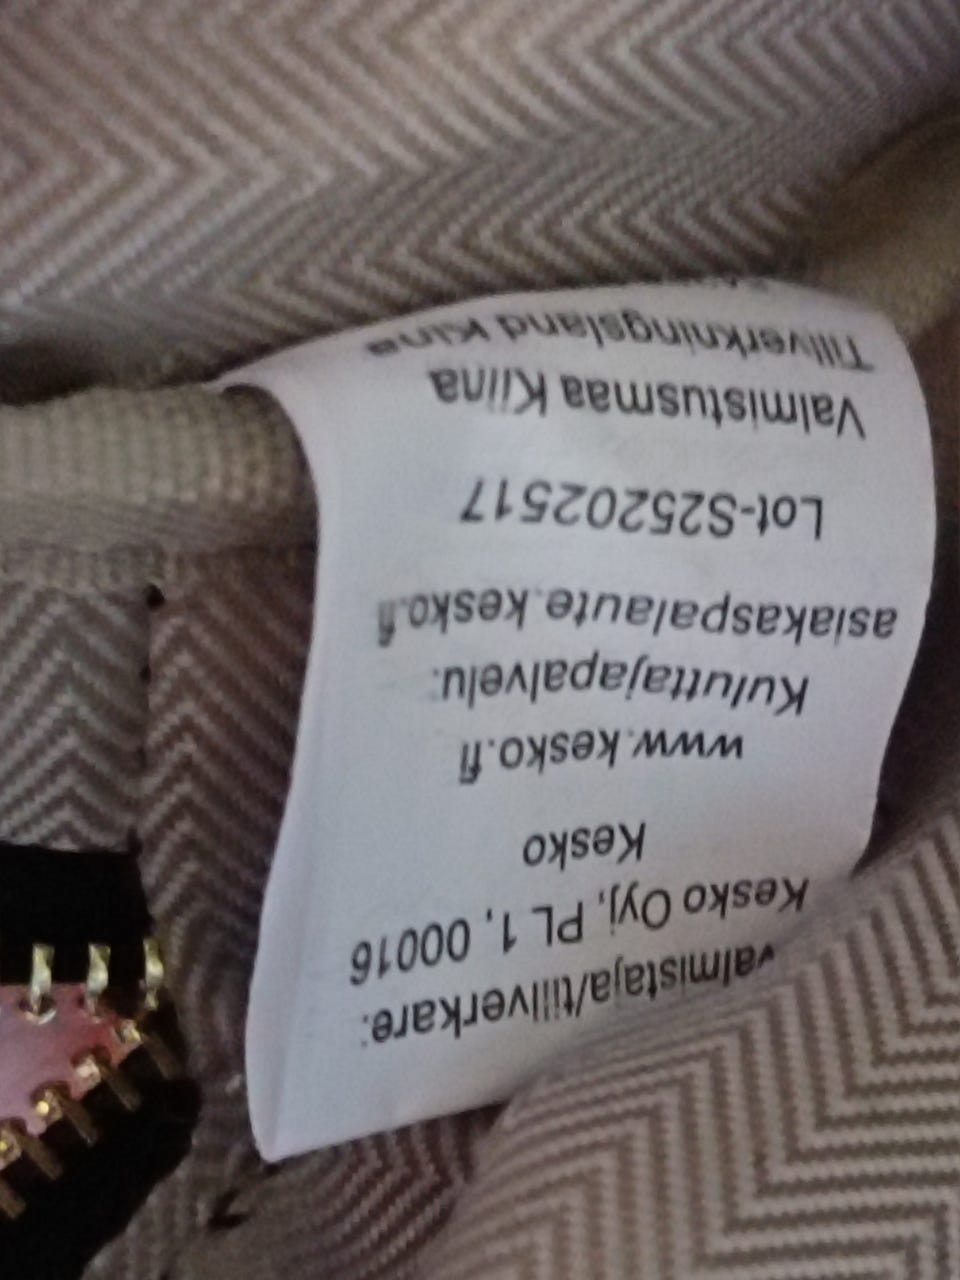 Valmistaja/tillverkare:
Kesko Oyj, PL 1, 00016
Kesko
www.kesko.fi
Kuluttajapalvelu:
asiakaspalaute.kesko.fi
Lot-S25202517
Valmistusmaa Kiina
Tillverkningsland Kina